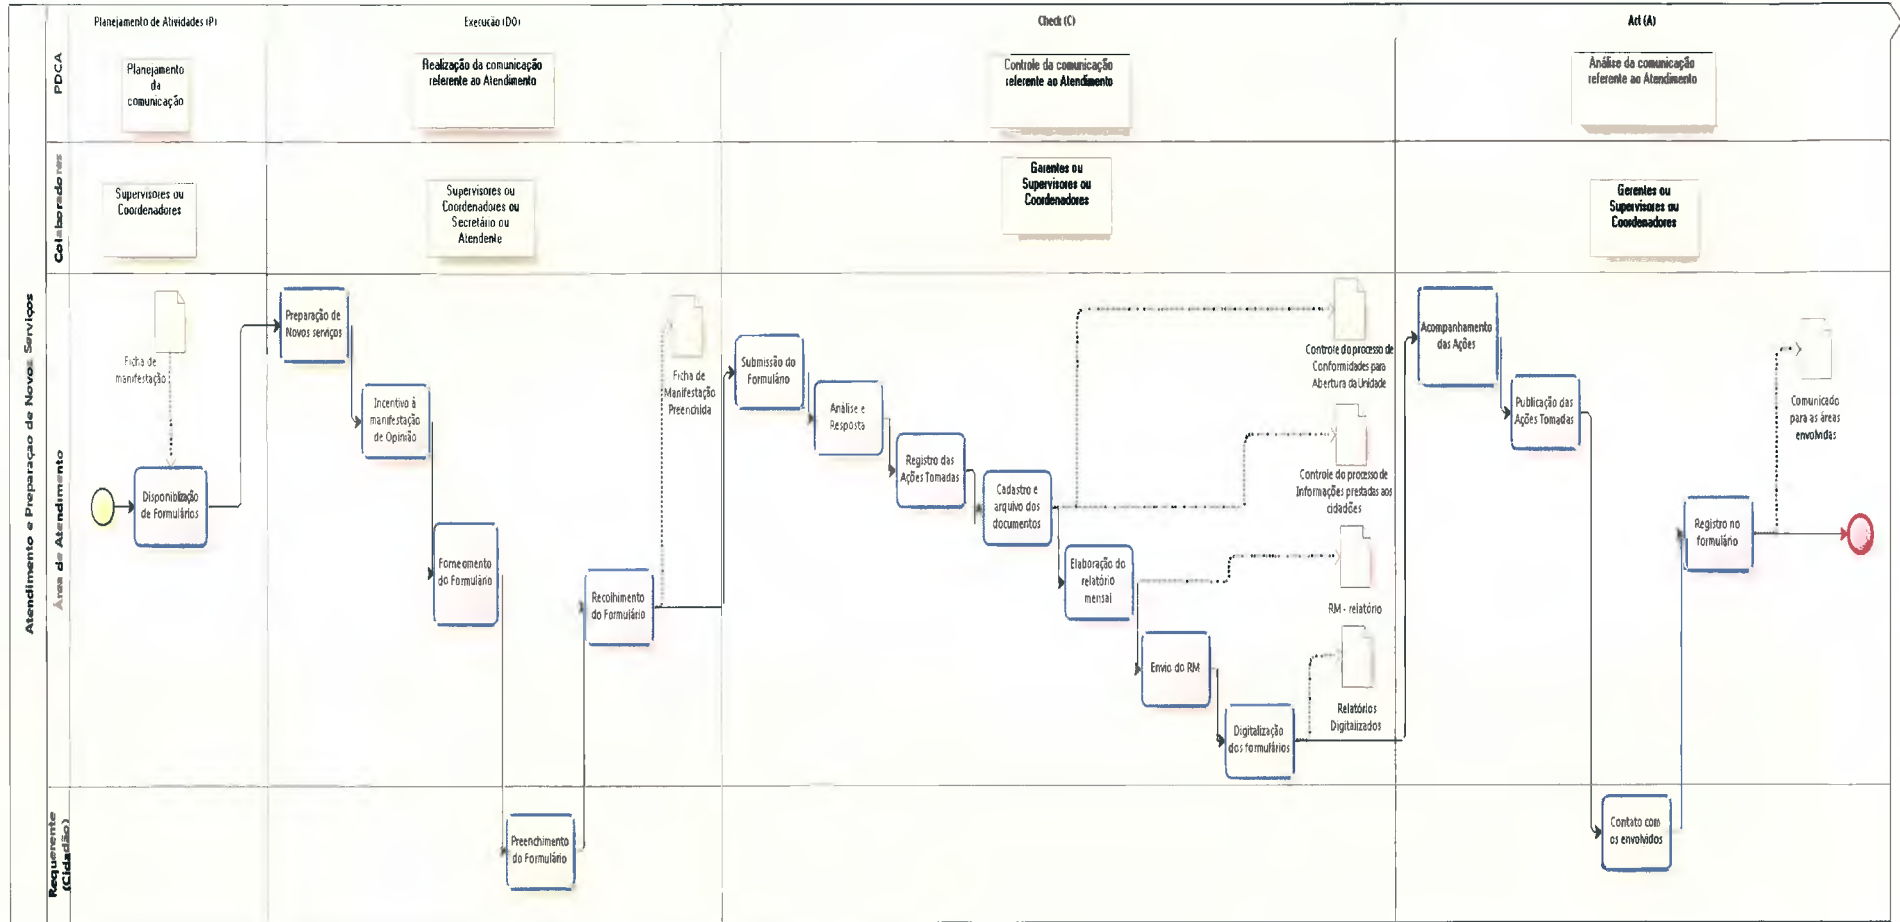 Planejamento de Atividades (P)
Execução (DO)
Check (C)
Act (A)
PDCA
Planejamento
da
comunicação
Realização da comunicação
referente ao Atendimento
Controle da comunicação
referente ao Atendimento
Análise da comunicação
referente ao Atendimento
Colaboradores
Supervisores ou
Coordenadores
Supervisores ou
Coordenadores ou
Secretário ou
Atendente
Gerentes ou
Supervisores ou
Coordenadores
Gerentes ou
Supervisores ou
Coordenadores
Atendimento e Preparação de Novos Serviços
Área de Atendimento
Ficha de
manifestação
Disponibilização
de Formulários
Preparação de
Novos serviços
Incentivo à
manifestação
de Opinião
Fornecimento
do Formulário
Recolhimento
do Formulário
Ficha de
Manifestação
Preenchida
Submissão do
Formulário
Análise e
Resposta
Registro das
Ações Tomadas
Cadastro e
arquivo dos
documentos
Elaboração do
relatório
mensal
Envio do RM
Digitalização
dos formulários
Controle do processo de
Conformidades para
Abertura da Unidade
Controle do processo de
Informações prestadas aos
cidadões
RM - relatório
Relatórios
Digitalizados
Acompanhamento
das Ações
Publicação das
Ações Tomadas
Registro no
formulário
Comunicado
para as áreas
envolvidas
Requerente
(Cidadão)
Preenchimento
do Formulário
Contato com
os envolvidos